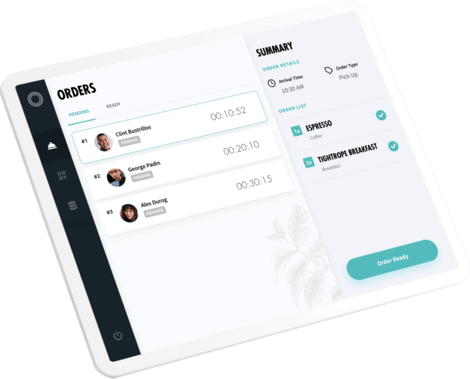 ORDERS
PENDING READY
#1 Clint Bustrillos 00:10:52
PENDING
#2 George Padin 00:20:10
PENDING
#3 Alex Durog 00:30:15
PENDING
SUMMARY
ORDER DETAILS
Arrival Time Order Type
10:30 AM Pick Up
ORDER LIST
1x ESPRESSO
Coffee
2x TIGHTROPE BREAKFAST
Breakfast
Order Ready